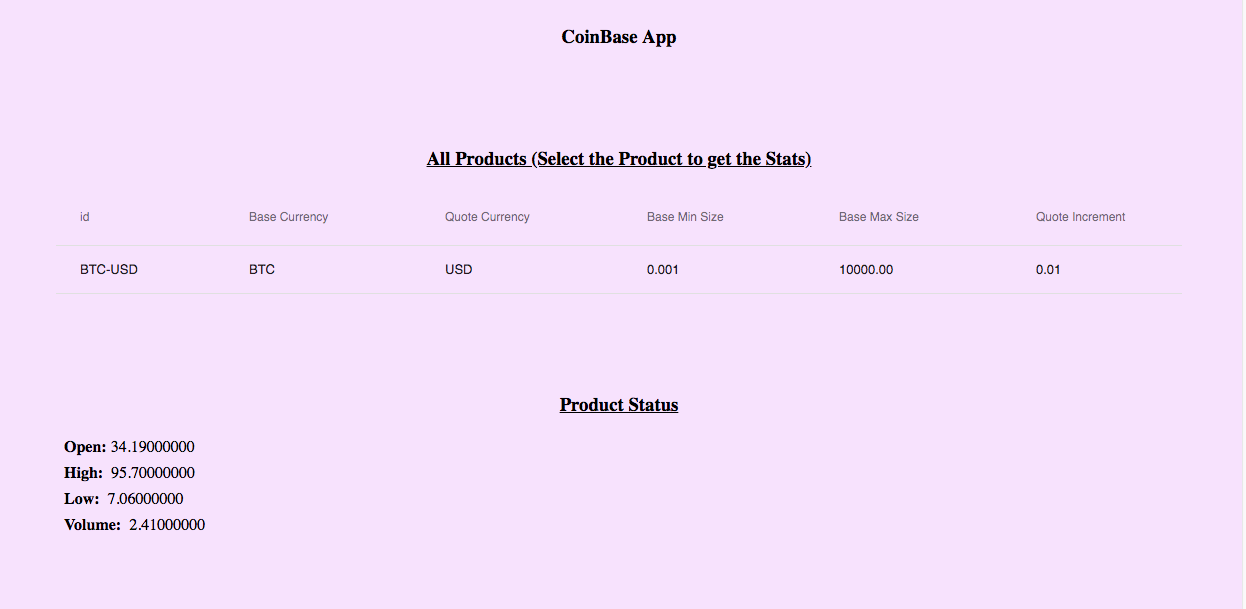 CoinBase App
All Products (Select the Product to get the Stats)
id Base Currency Quote Currency Base Min Size Base Max Size Quote Increment
BTC-USD BTC USD 0.001 10000.00 0.01
Product Status
Open: 34.19000000
High: 95.70000000
Low: 7.06000000
Volume: 2.41000000